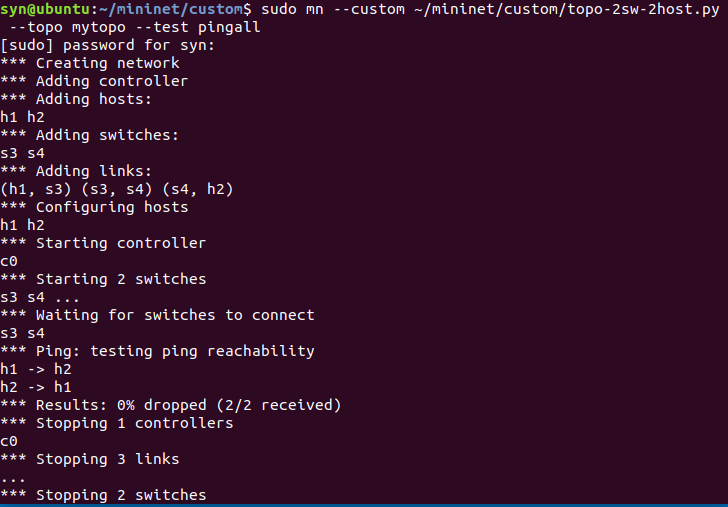 syn@ubuntu:~/mininet/custom$ sudo mn --custom ~/mininet/custom/topo-2sw-2host.py
 --topo mytopo --test pingall
[sudo] password for syn:
*** Creating network
*** Adding controller
*** Adding hosts:
h1 h2
*** Adding switches:
s3 s4
*** Adding links:
(h1, s3) (s3, s4) (s4, h2)
*** Configuring hosts
h1 h2
*** Starting controller
c0
*** Starting 2 switches
s3 s4 ...
*** Waiting for switches to connect
s3 s4
*** Ping: testing ping reachability
h1 -> h2
h2 -> h1
*** Results: 0% dropped (2/2 received)
*** Stopping 1 controllers
c0
*** Stopping 3 links
...
*** Stopping 2 switches